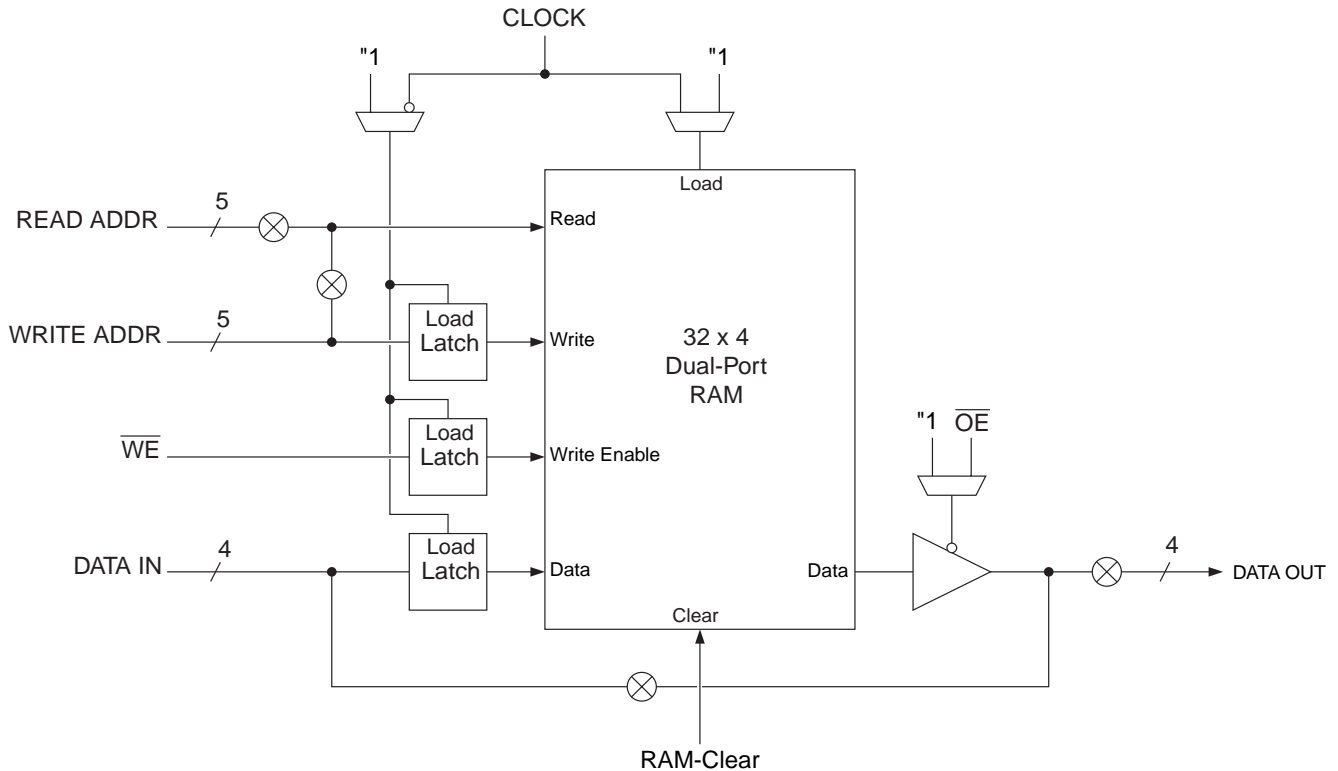 CLOCK
"1
"1
Load
5
READ ADDR
Read
Load
Latch
5
WRITE ADDR
Write
32 x 4
Dual-Port
RAM
Load
Latch
WE
Write Enable
"1 OE
Load
Latch
4
DATA IN
Data
Data
4
DATA OUT
Clear
RAM-Clear